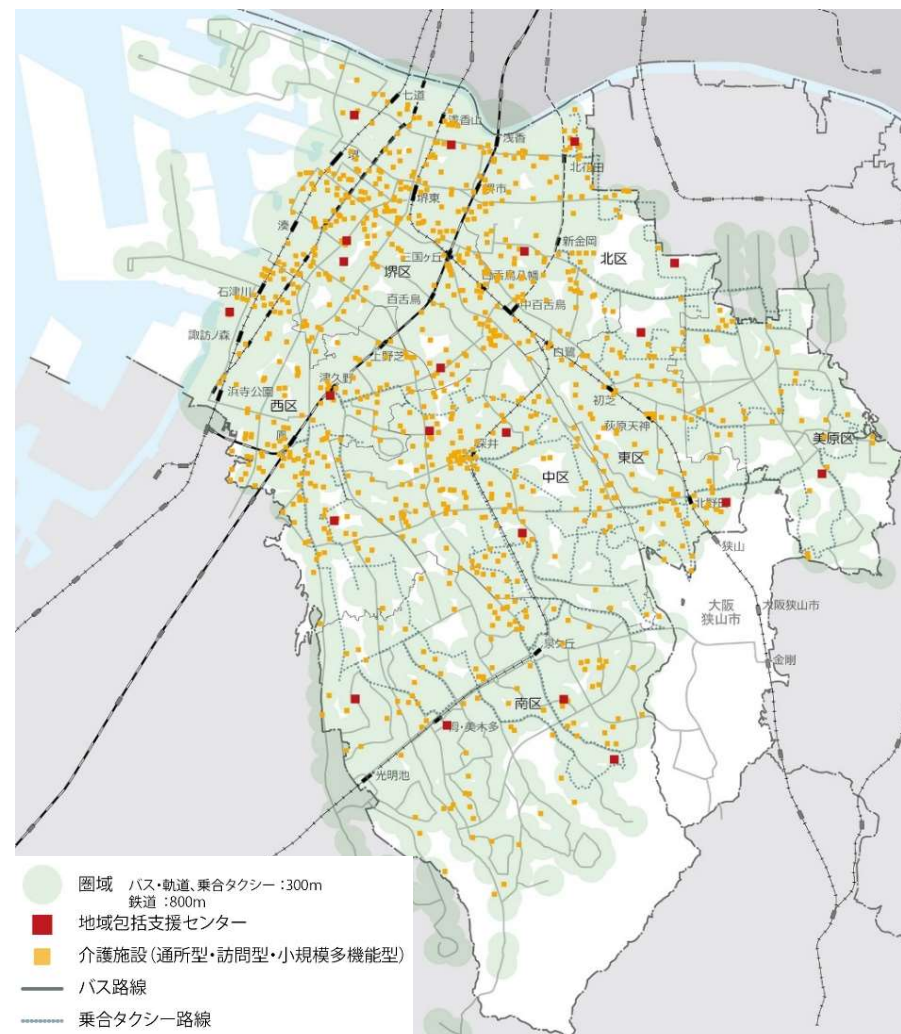 七道
浅香山
浅香
北花田
堺
堺東
堺市
湊
三国ヶ丘
新金岡
北区
堺区
百舌鳥八幡
石津川
百舌鳥
中百舌鳥
諏訪ノ森
上野芝
白鷺
浜寺公園
津久野
西区
初芝
萩原天神
鳳
深井
東区
美原区
中区
北野田
狭山
大阪
狭山市
大阪狭山市
泉ケ丘
金剛
南区
栂・美木多
光明池
圏域 バス・軌道、乗合タクシー：300m
鉄道：800m
地域包括支援センター
介護施設（通所型・訪問型・小規模多機能型）
バス路線
乗合タクシー路線